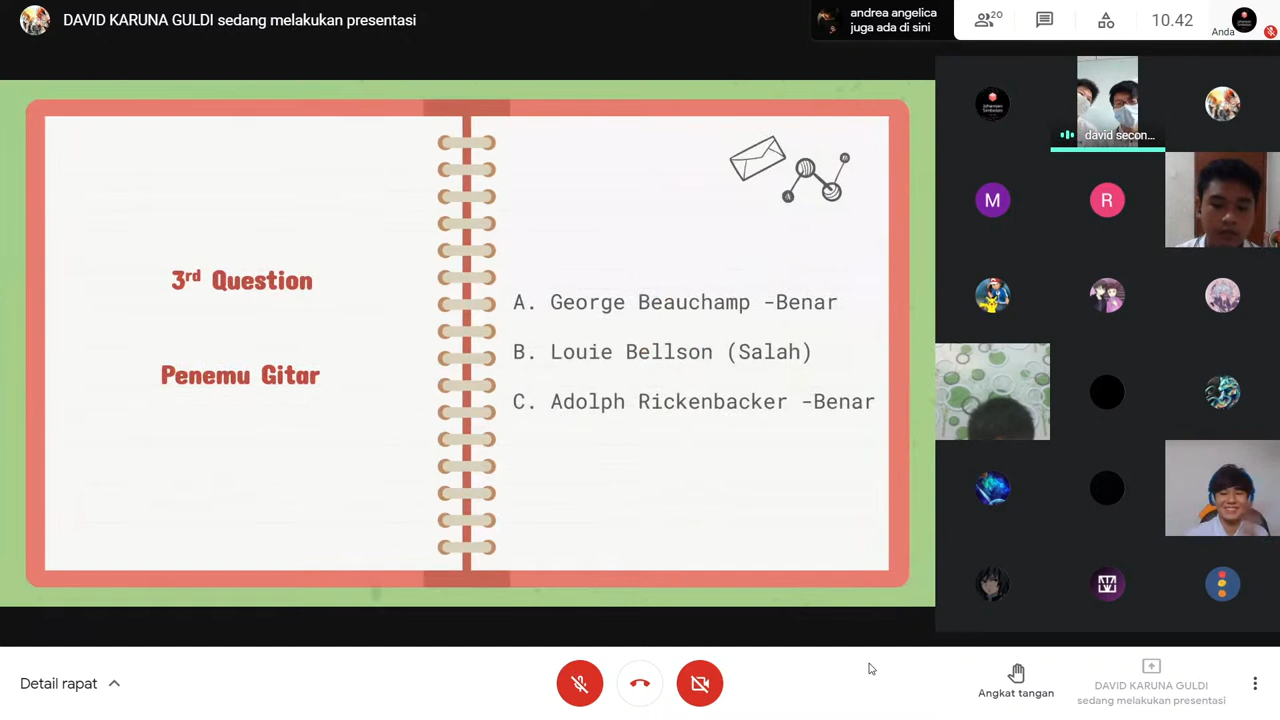 DAVID KARUNA GULDI sedang melakukan presentasi
andrea angelica
juga ada di sini
20
10.42
Anda
3rd Question
Penemu Gitar
A. George Beauchamp -Benar
B. Louie Bellson (Salah)
C. Adolph Rickenbacker -Benar
A
B
Johannes
Simbolon
david secon...
M
R
Detail rapat
Angkat tangan
DAVID KARUNA GULDI
sedang melakukan presentasi